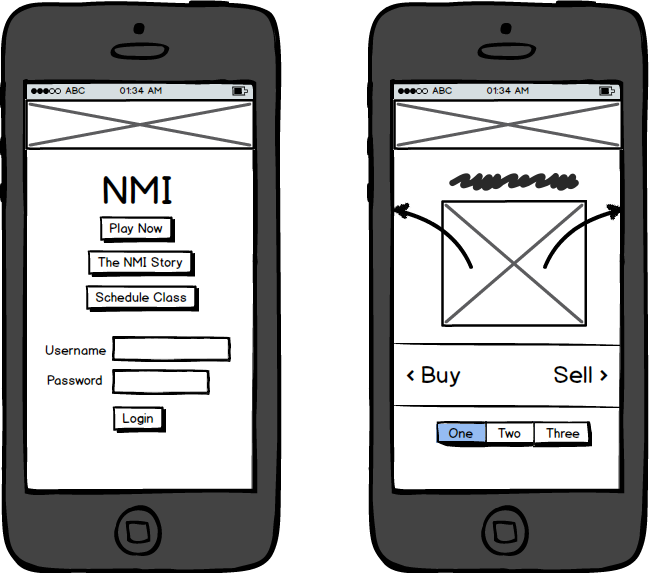 ABC 01:34 AM
NMI
Play Now
The NMI Story
Schedule Class
Username
Password
Login
ABC 01:34 AM
‹ Buy Sell ›
One Two Three